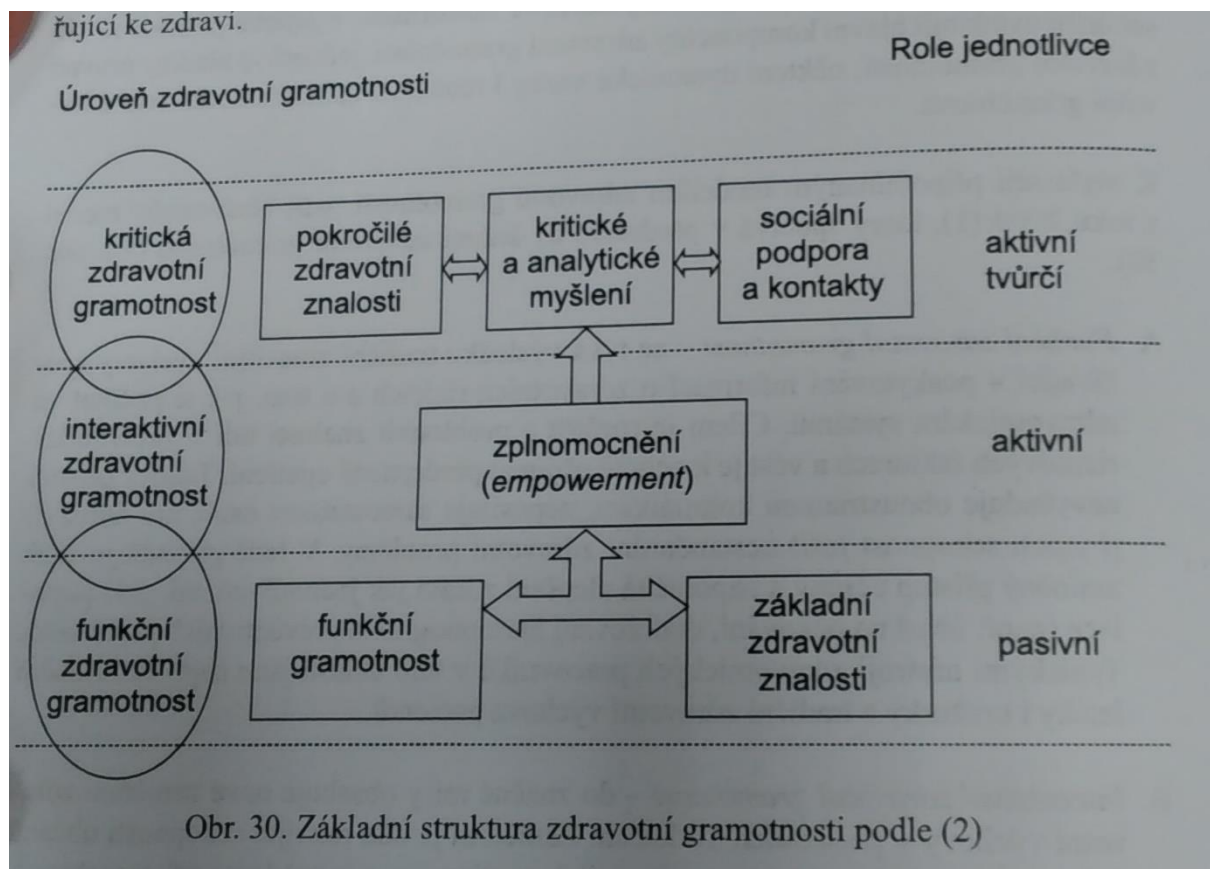 řující ke zdraví.
Role jednotlivce
Úroveň zdravotní gramotnosti
kritická
zdravotní
gramotnost
pokročilé
zdravotní
znalosti
kritické
a analytické
myšlení
sociální
podpora
a kontakty
aktivní
tvůrčí
interaktivní
zdravotní
gramotnost
zplnomocnění
(empowerment)
aktivní
funkční
zdravotní
gramotnost
funkční
gramotnost
základní
zdravotní
znalosti
pasivní
Obr. 30. Základní struktura zdravotní gramotnosti podle (2)